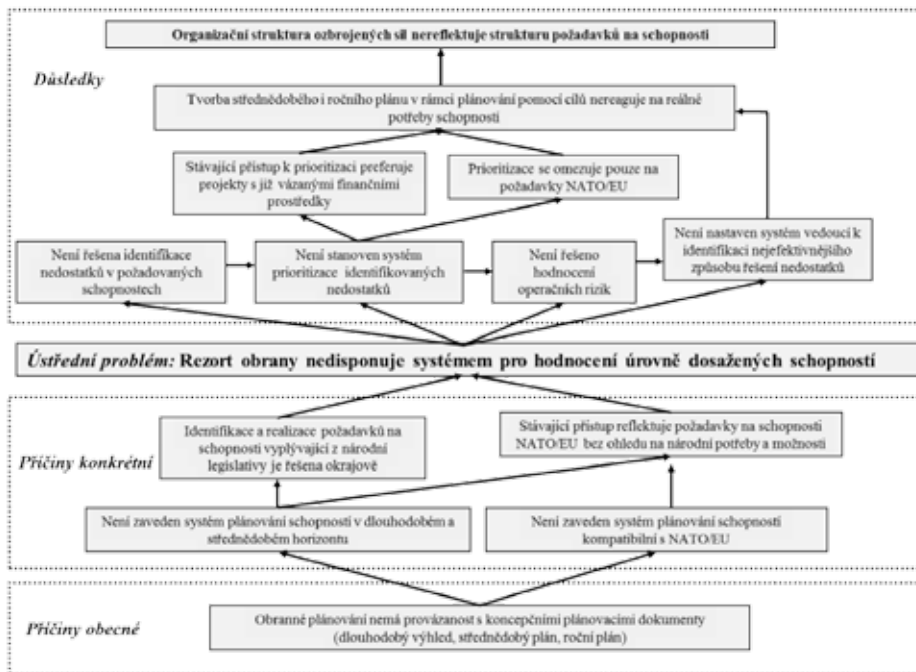 Organizační struktura ozbrojených sil nereflektuje strukturu požadavků na schopnosti
Důsledky
Tvorba střednědobého i ročního plánu v rámci plánování pomocí cílů nereaguje na reálné
potřeby schopností
Stávající přístup k prioritizaci preferuje
projekty s již vázanými finančními
prostředky
Prioritizace se omezuje pouze na
požadavky NATO/EU
Není řešena identifikace
nedostatků v požadovaných
schopnostech
Není stanoven systém
prioritizace identifikovaných
nedostatků
Není řešeno
hodnocení
operačních rizik
Není nastaven systém vedoucí k
identifikaci nejefektivnějšího
způsobu řešení nedostatků
Ústřední problém: Rezort obrany nedisponuje systémem pro hodnocení úrovně dosažených schopností
Příčiny konkrétní
Identifikace a realizace požadavků na
schopnosti vyplývající z národní
legislativy je řešena okrajově
Stávající přístup reflektuje požadavky na schopnosti
NATO/EU bez ohledu na národní potřeby a možnosti
Není zaveden systém plánování schopností v dlouhodobém a
střednědobém horizontu
Není zaveden systém plánování schopností
kompatibilní s NATO/EU
Příčiny obecné
Obranné plánování nemá provázanost s koncepčními plánovacími dokumenty
(dlouhodobý výhled, střednědobý plán, roční plán)